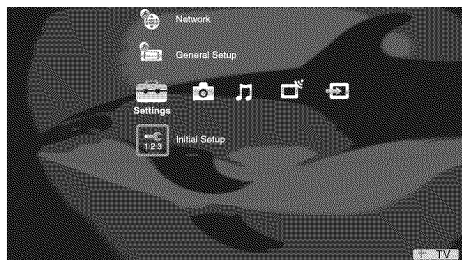 Network
General Setup
Settings
1 2 3
Initial Setup
TV